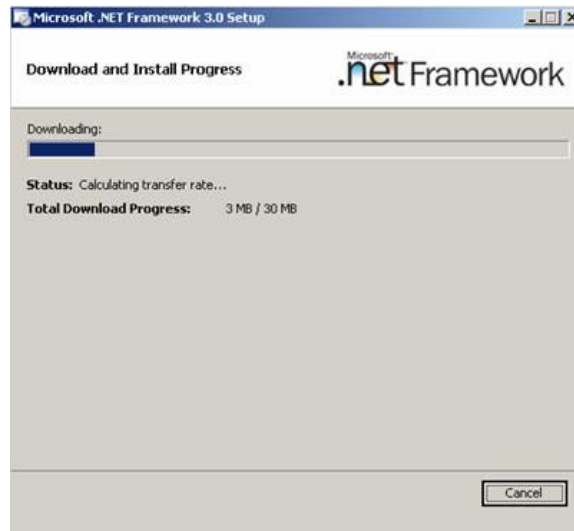 Microsoft .NET Framework 3.0 Setup
Download and Install Progress
Microsoft
.net Framework
Downloading:
Status: Calculating transfer rate...
Total Download Progress: 3 MB / 30 MB
Cancel